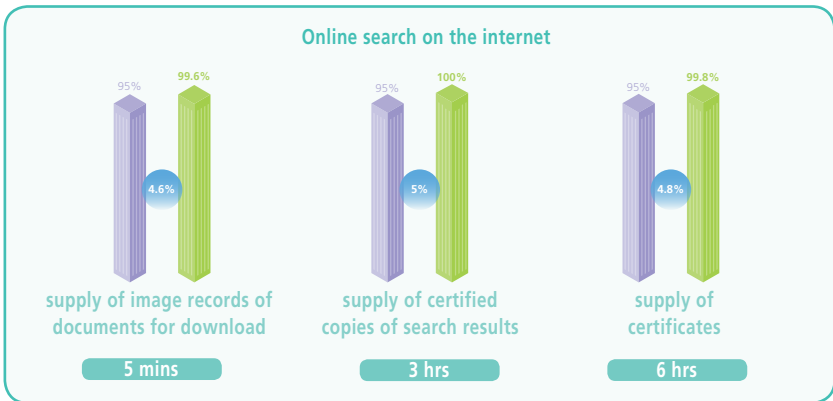 Online search on the internet
95%
99.6%
4.6%
supply of image records of
documents for download
5 mins
95%
100%
5%
supply of certified
copies of search results
3 hrs
95%
99.8%
4.8%
supply of
certificates
6 hrs